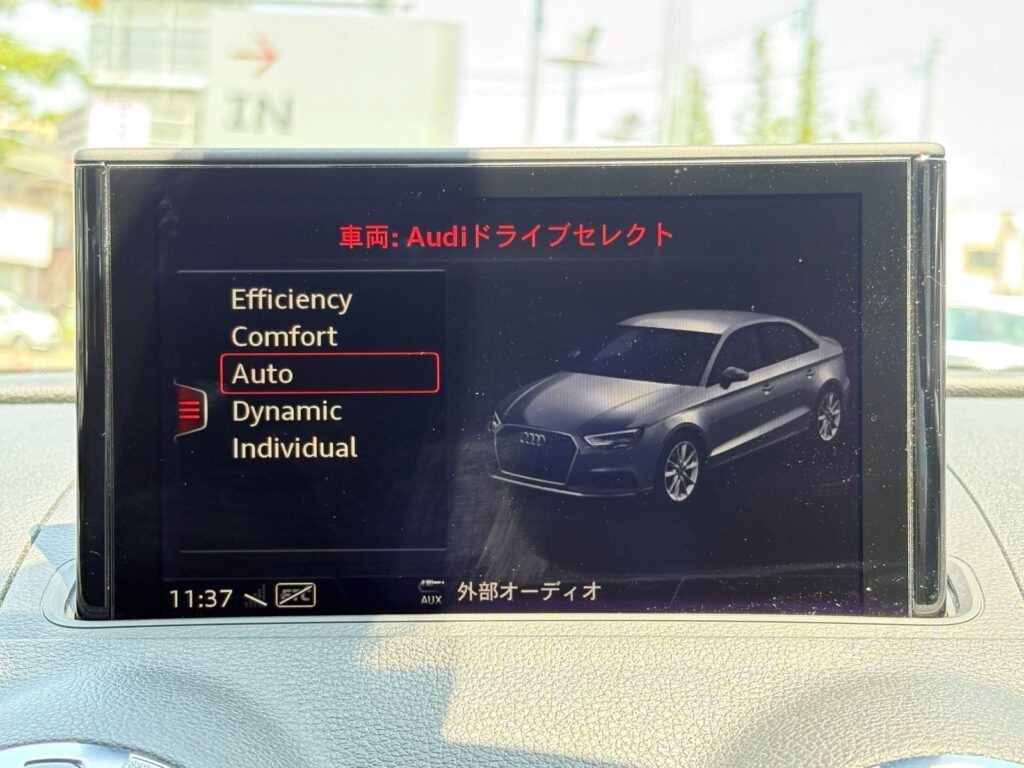 IN
車両: Audiドライブセレクト
Efficiency
Comfort
Auto
Dynamic
Individual
11:37 ETC AUX 外部オーディオ